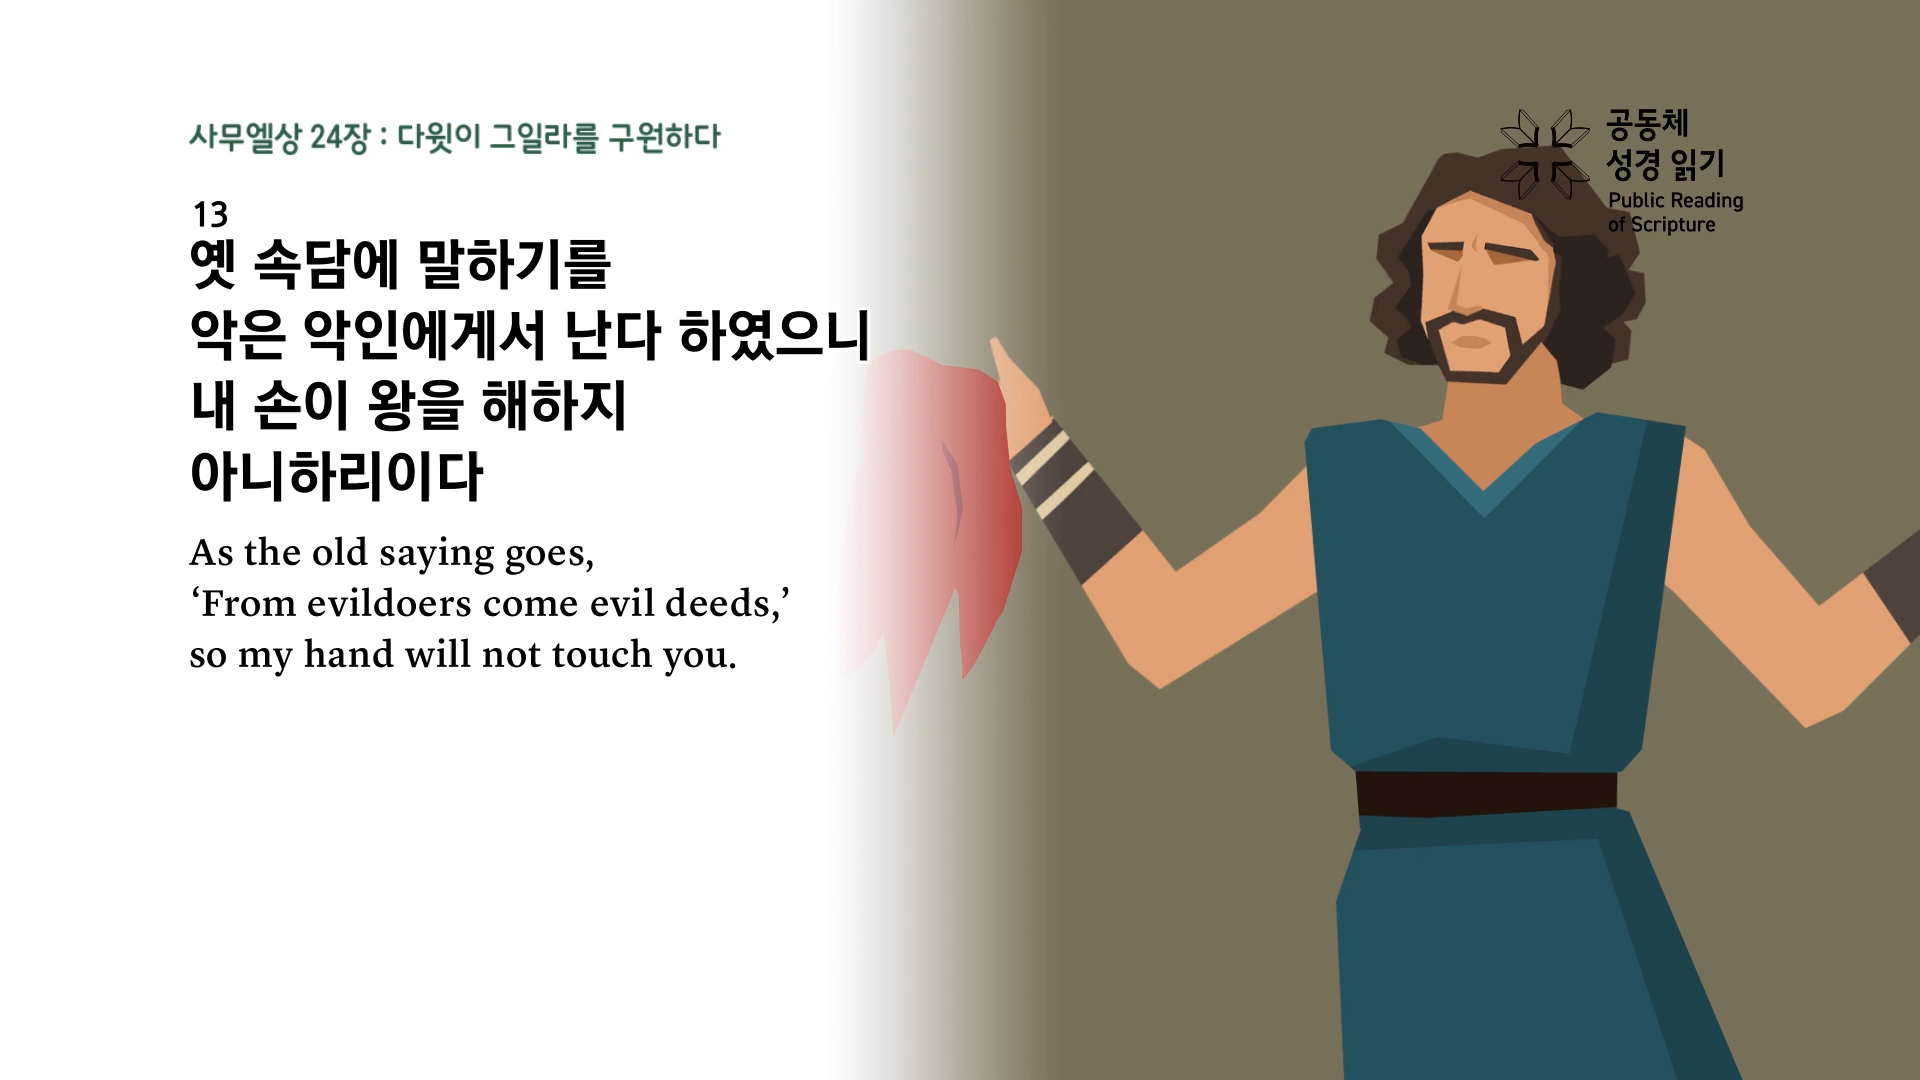 사무엘상 24장 : 다윗이 그일라를 구원하다
13
옛 속담에 말하기를
악은 악인에게서 난다 하였으니
내 손이 왕을 해하지
아니하리이다
As the old saying goes,
‘From evildoers come evil deeds,’
so my hand will not touch you.
공동체
성경 읽기
Public Reading
of Scripture